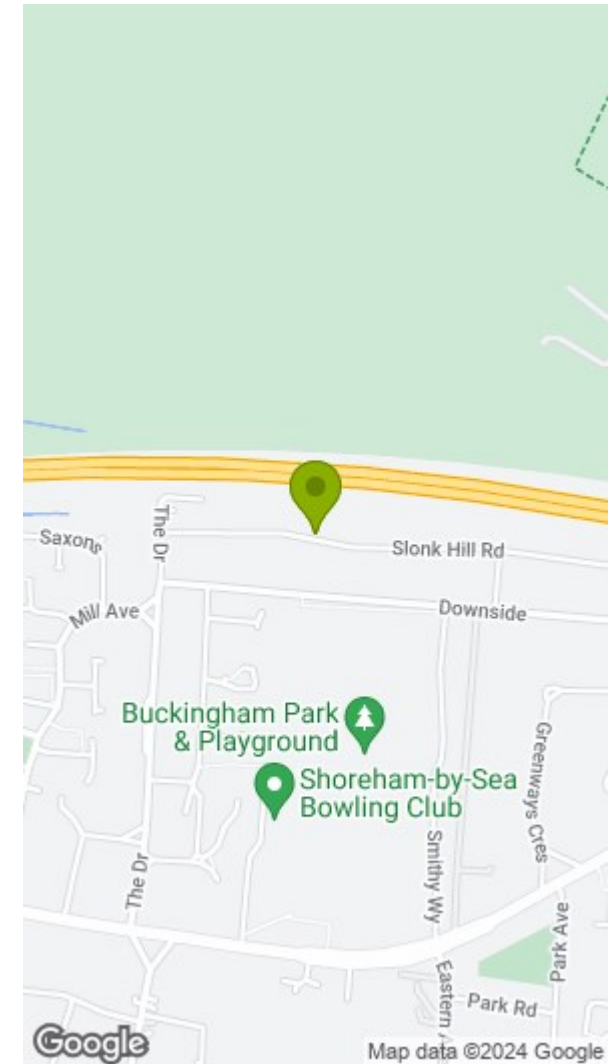 The Dr
Saxons
Slonk Hill Rd
Mill Ave
Downside
Buckingham Park
& Playground
Shoreham-by-Sea
Bowling Club
Greenways Cres
Smithy Wy
The Dr
Park Ave
Eastern
Park Rd
Google
Map data ©2024 Google